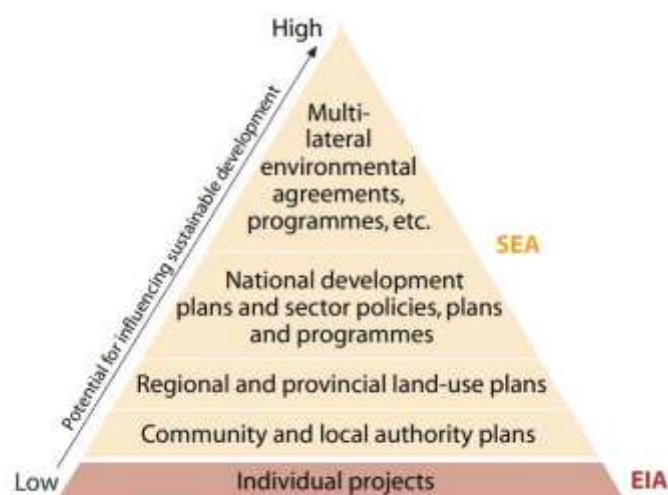 High
Potential for influencing sustainable development
Multi-
lateral
environmental
agreements,
programmes, etc.
SEA
National development
plans and sector policies, plans
and programmes
Regional and provincial land-use plans
Community and local authority plans
Low
Individual projects
EIA